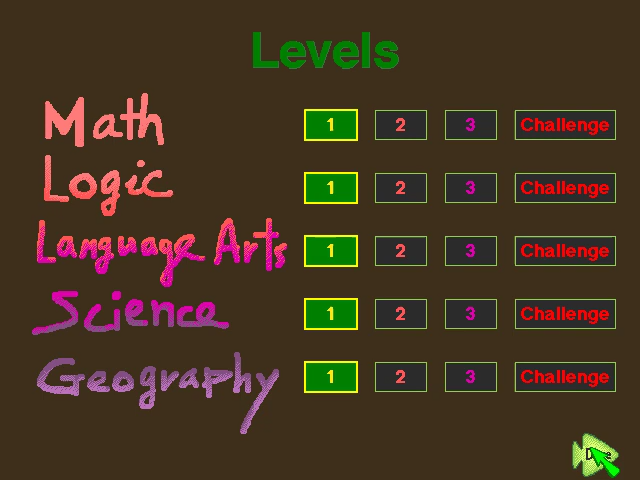 Levels
Math 1 2 3 Challenge
Logic 1 2 3 Challenge
Language Arts 1 2 3 Challenge
Science 1 2 3 Challenge
Geography 1 2 3 Challenge